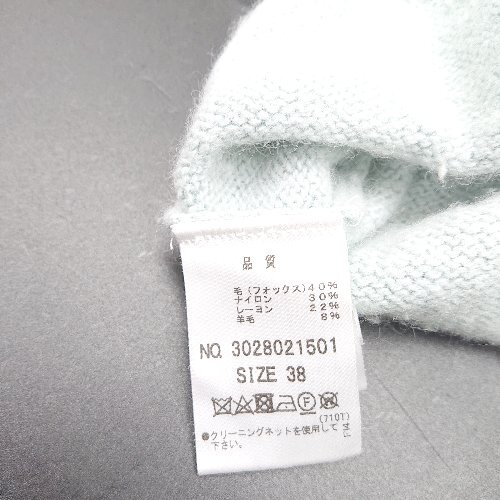 品質
毛(フォックス)40%
ナイロン 30%
レーヨン 22%
羊毛 8%
NO. 3028021501
SIZE 38
(710T)
●クリーニングネットを使用して
下さい。